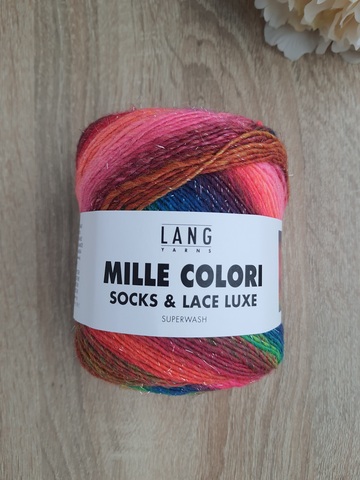 LANG
YARNS
MILLE COLORI
SOCKS & LACE LUXE
SUPERWASH